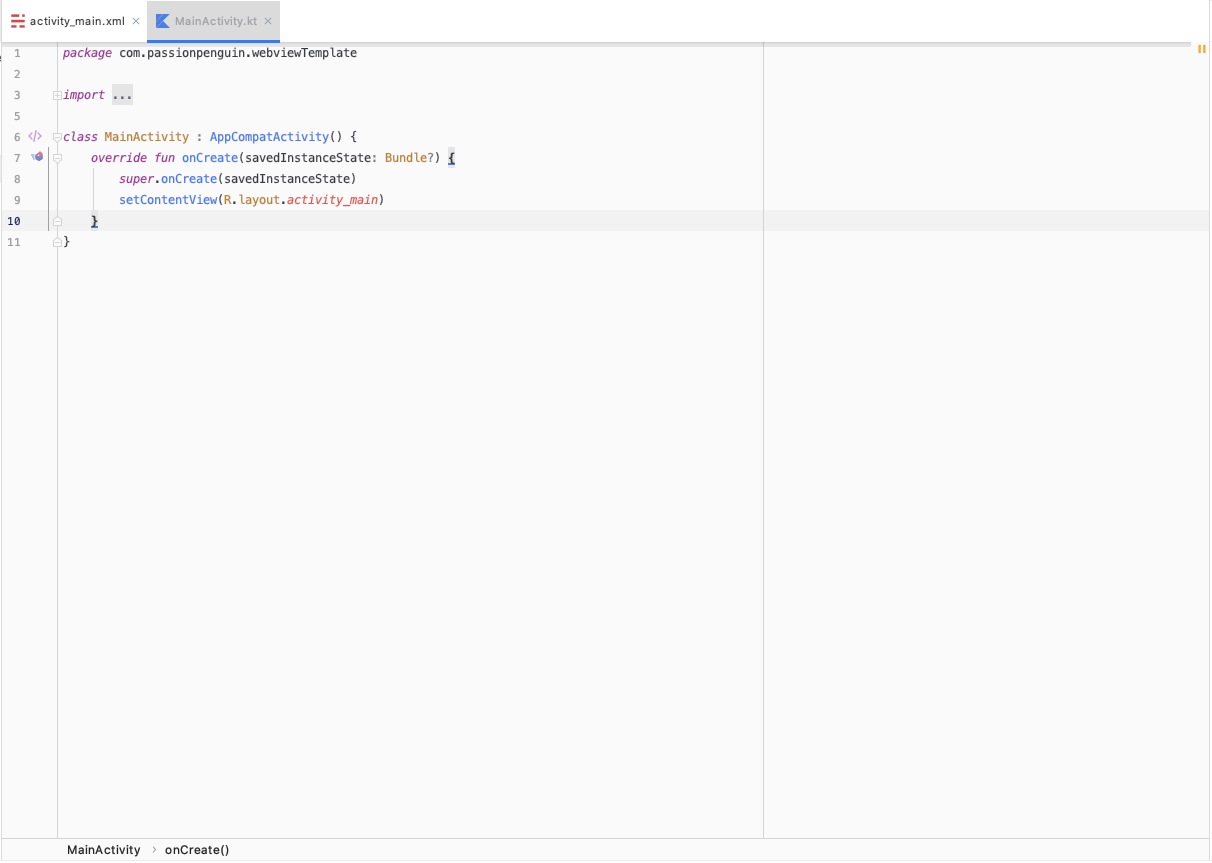 activity_main.xml × MainActivity.kt ×
1 package com.passionpenguin.webviewTemplate
2
3 import ...
5
6 class MainActivity : AppCompatActivity() {
7 override fun onCreate(savedInstanceState: Bundle?) {
8 super.onCreate(savedInstanceState)
9 setContentView(R.layout.activity_main)
10 }
11 }
MainActivity › onCreate()